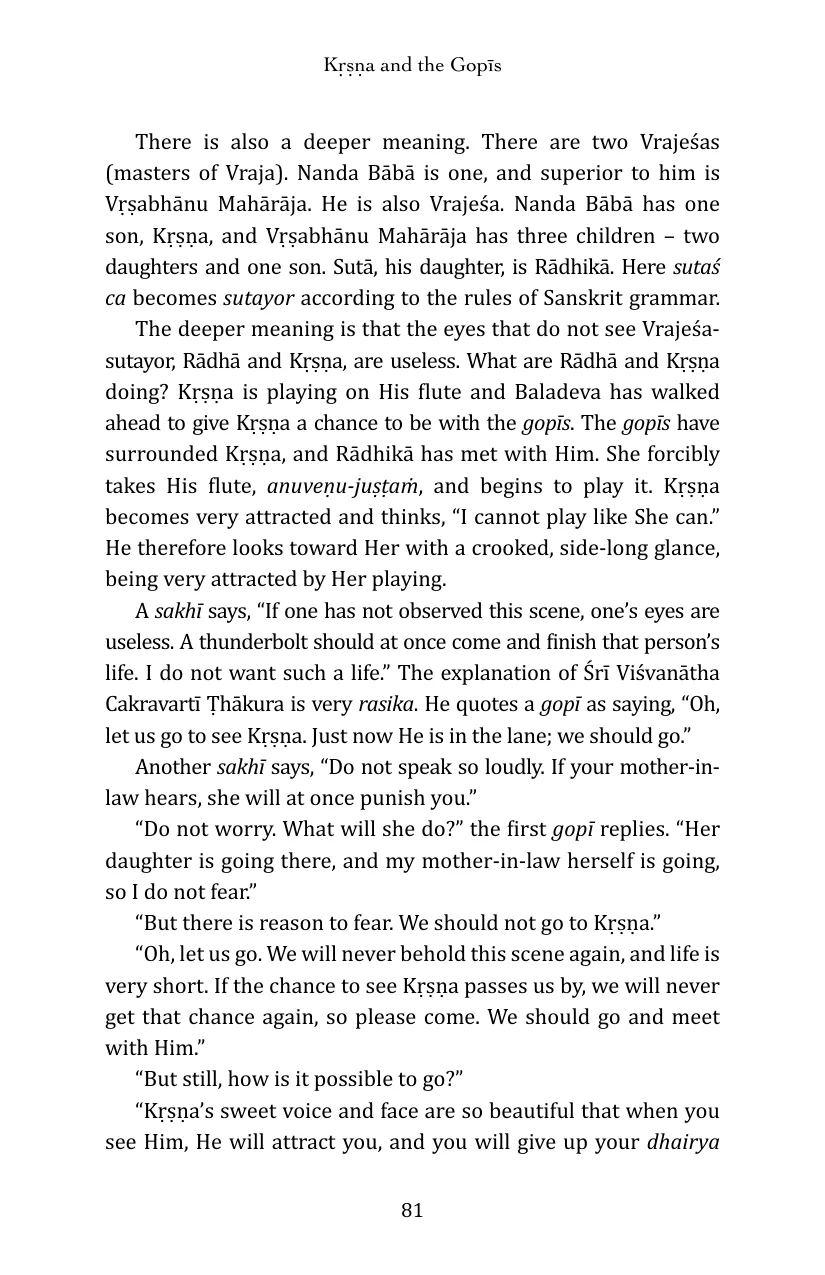 Kṛṣṇa and the Gopīs
There is also a deeper meaning. There are two Vrajeśas
(masters of Vraja). Nanda Bābā is one, and superior to him is
Vṛṣabhānu Mahārāja. He is also Vrajeśa. Nanda Bābā has one
son, Kṛṣṇa, and Vṛṣabhānu Mahārāja has three children – two
daughters and one son. Sutā, his daughter, is Rādhikā. Here sutaś
ca becomes sutayor according to the rules of Sanskrit grammar.
The deeper meaning is that the eyes that do not see Vrajeśa-
sutayor, Rādhā and Kṛṣṇa, are useless. What are Rādhā and Kṛṣṇa
doing? Kṛṣṇa is playing on His flute and Baladeva has walked
ahead to give Kṛṣṇa a chance to be with the gopīs. The gopīs have
surrounded Kṛṣṇa, and Rādhikā has met with Him. She forcibly
takes His flute, anuveṇu-juṣṭaṁ, and begins to play it. Kṛṣṇa
becomes very attracted and thinks, “I cannot play like She can.”
He therefore looks toward Her with a crooked, side-long glance,
being very attracted by Her playing.
A sakhī says, “If one has not observed this scene, one’s eyes are
useless. A thunderbolt should at once come and finish that person’s
life. I do not want such a life.” The explanation of Śrī Viśvanātha
Cakravartī Ṭhākura is very rasika. He quotes a gopī as saying, “Oh,
let us go to see Kṛṣṇa. Just now He is in the lane; we should go.”
Another sakhī says, “Do not speak so loudly. If your mother-in-
law hears, she will at once punish you.”
“Do not worry. What will she do?” the first gopī replies. “Her
daughter is going there, and my mother-in-law herself is going,
so I do not fear.”
“But there is reason to fear. We should not go to Kṛṣṇa.”
“Oh, let us go. We will never behold this scene again, and life is
very short. If the chance to see Kṛṣṇa passes us by, we will never
get that chance again, so please come. We should go and meet
with Him.”
“But still, how is it possible to go?”
“Kṛṣṇa’s sweet voice and face are so beautiful that when you
see Him, He will attract you, and you will give up your dhairya
81